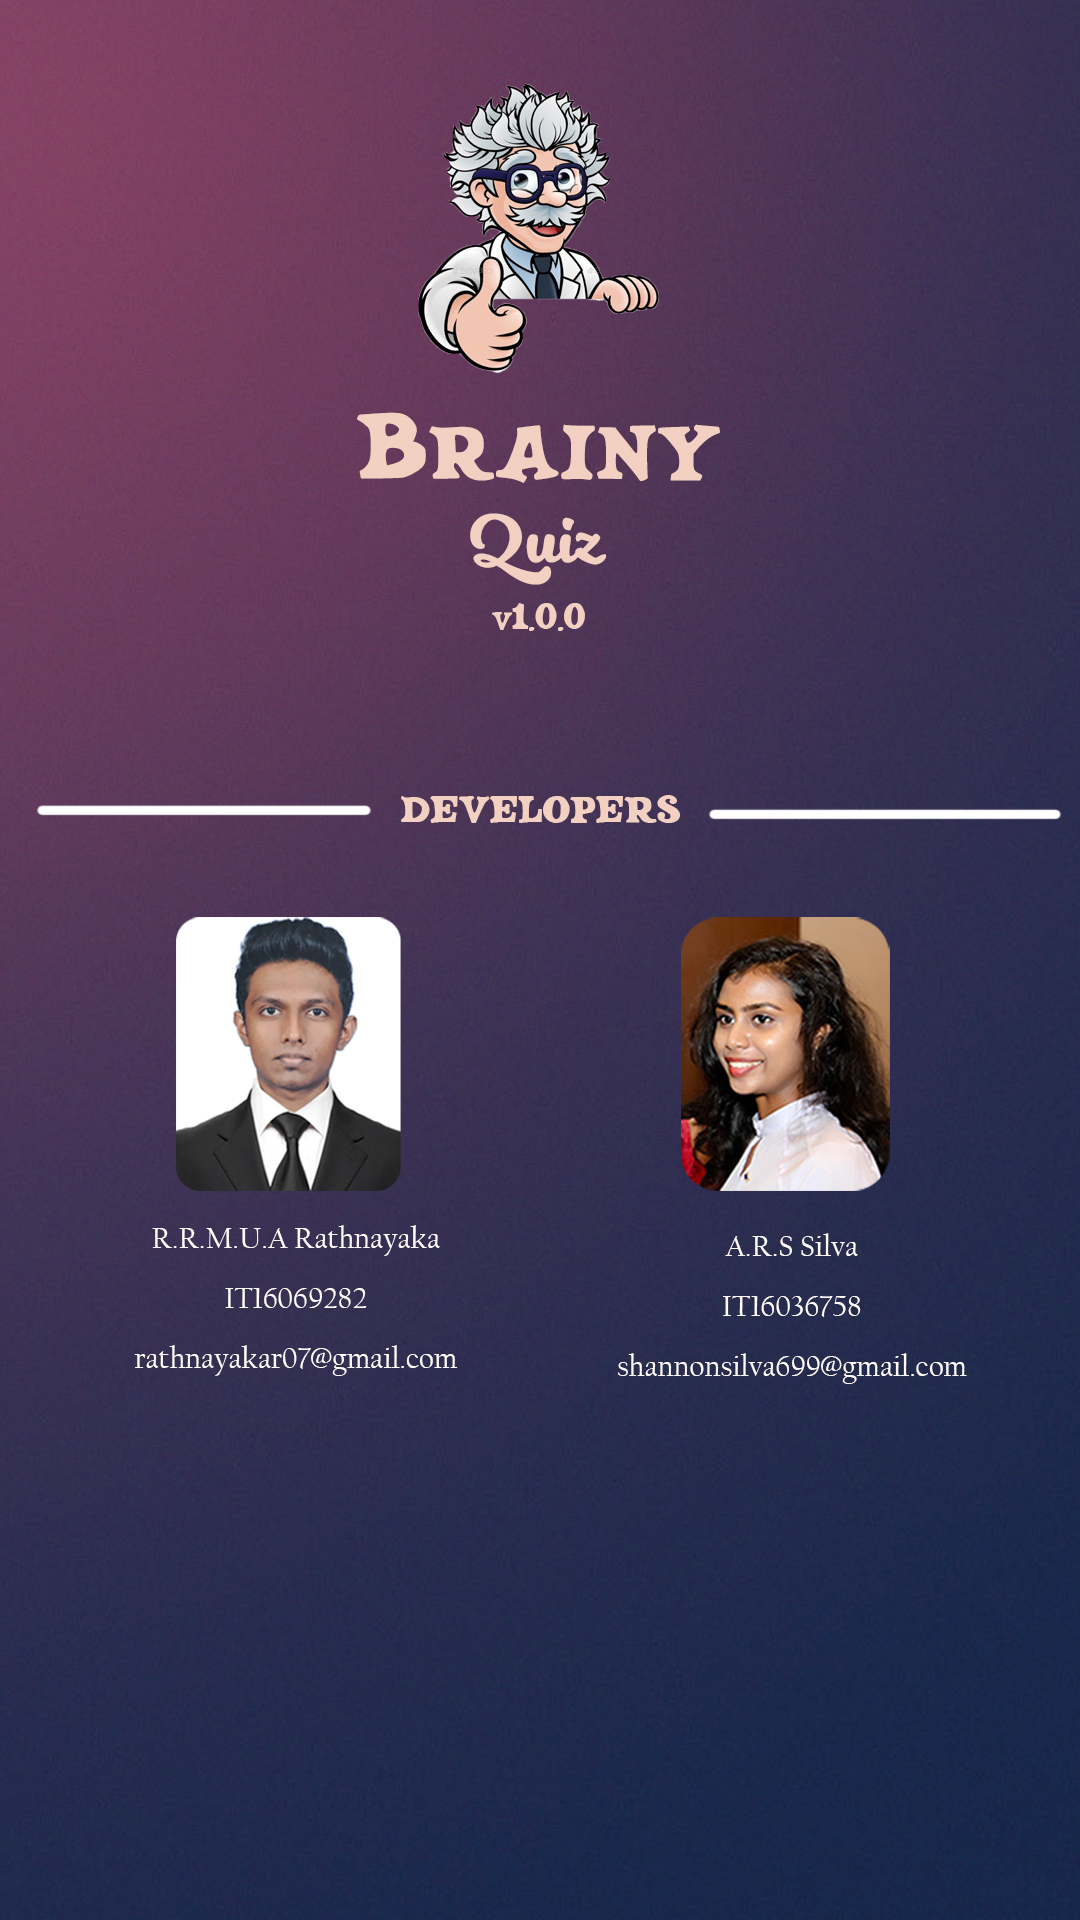 BRAINY
Quiz
v1.0.0
DEVELOPERS
R.R.M.U.A Rathnayaka
IT16069282
rathnayakar07@gmail.com
A.R.S Silva
IT16036758
shannonsilva699@gmail.com